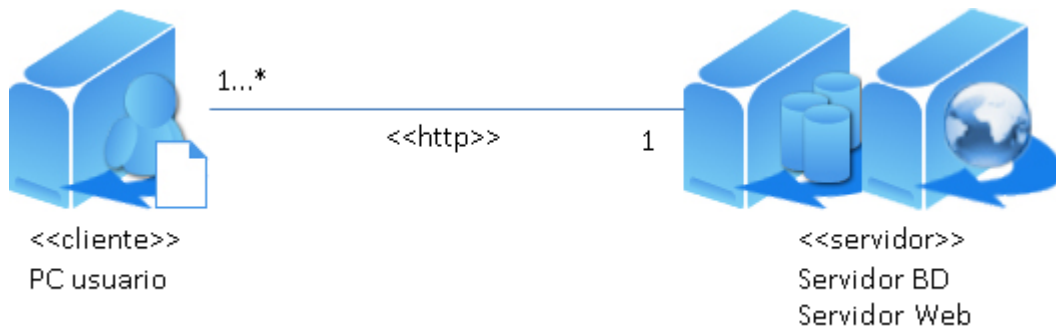 1...*
<<http>>
1
<<cliente>>
PC usuario
<<servidor>>
Servidor BD
Servidor Web